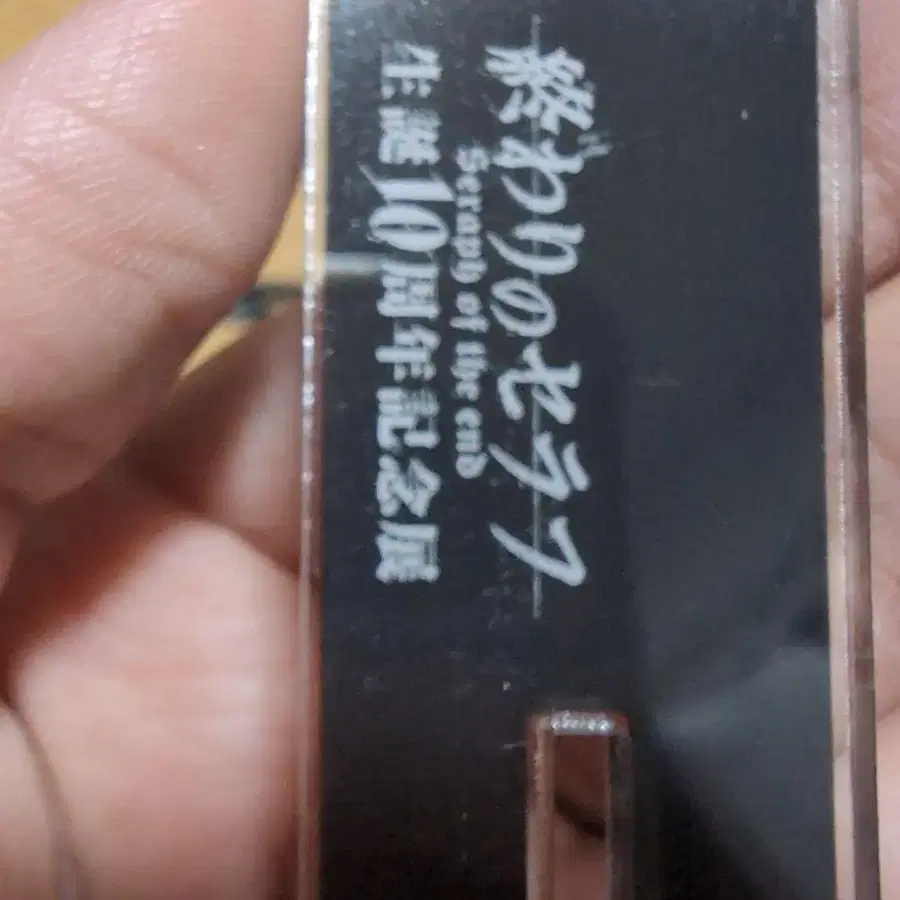 終わりのセラフ
Seraph of the end
生誕10周年記念展